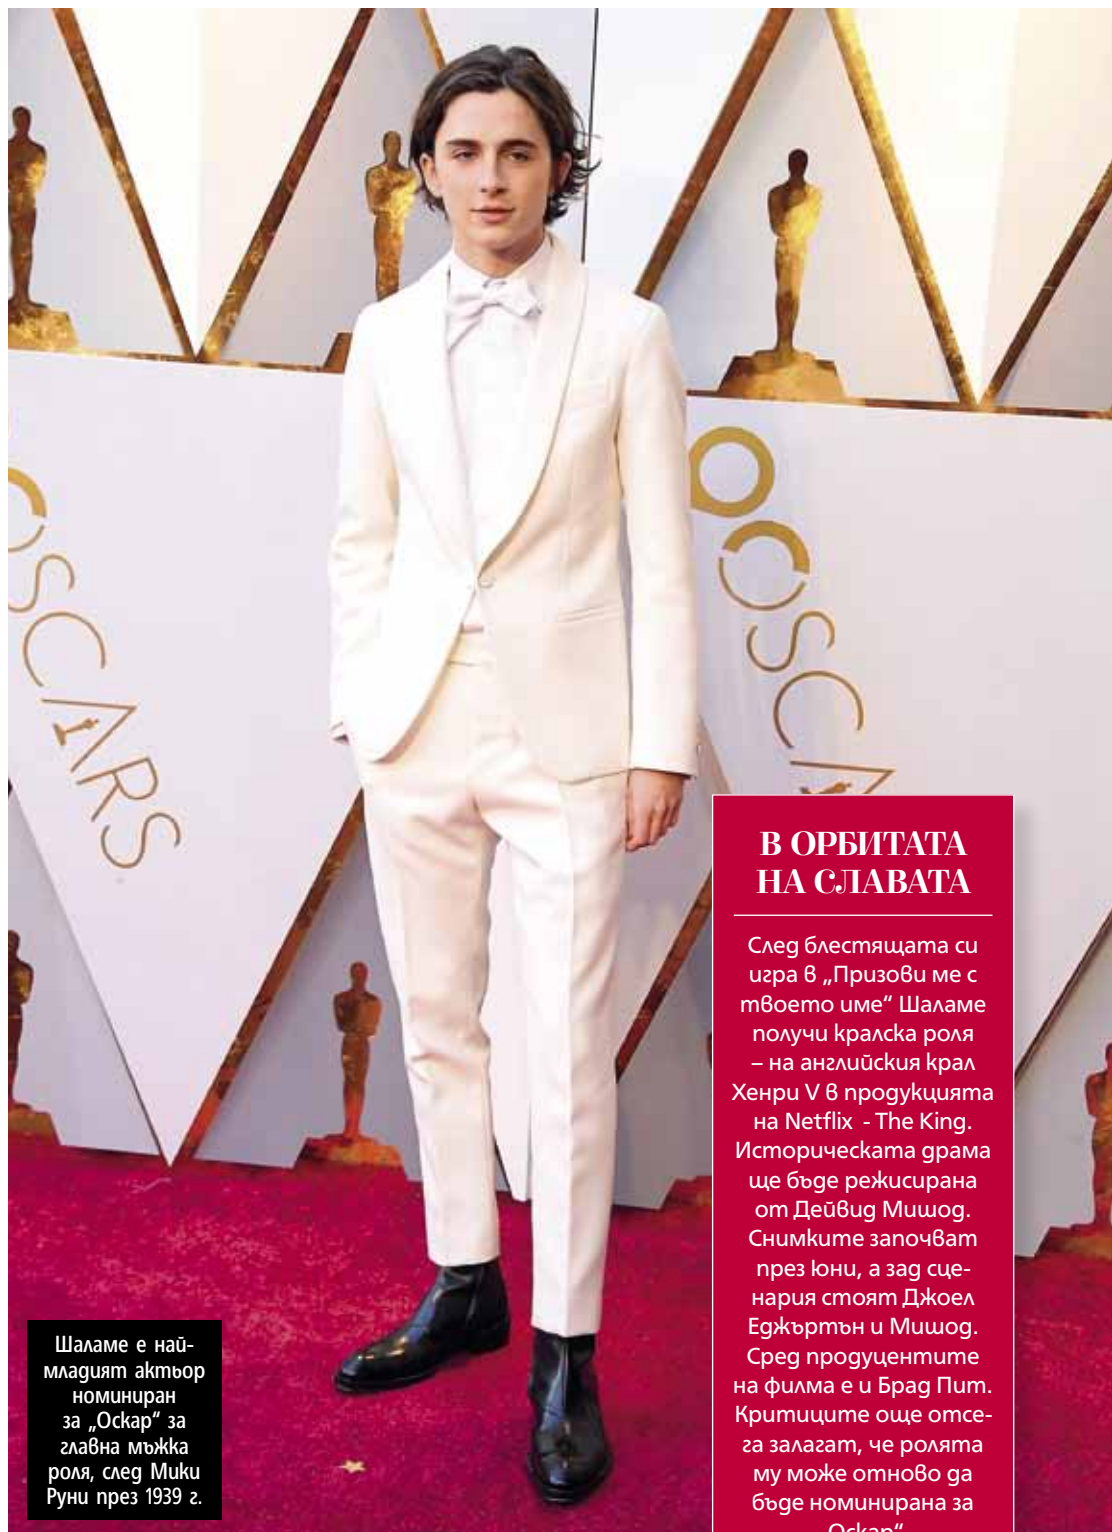 OSCARS
OSCA
В ОРБИТАТА
НА СЛАВАТА
След блестящата си
игра в „Призови ме с
твоето име“ Шаламе
получи кралска роля
– на английския крал
Хенри V в продукцията
на Netflix - The King.
Историческата драма
ще бъде режисирана
от Дейвид Мишод.
Снимките започват
през юни, а зад сце-
нария стоят Джоел
Еджъртън и Мишод.
Сред продуцентите
на филма е и Брад Пит.
Критиците още отсе-
га залагат, че ролята
му може отново да
бъде номинирана за
„Оскар“.
Шаламе е най-
младият актьор
номиниран
за „Оскар“ за
главна мъжка
роля, след Мики
Руни през 1939 г.